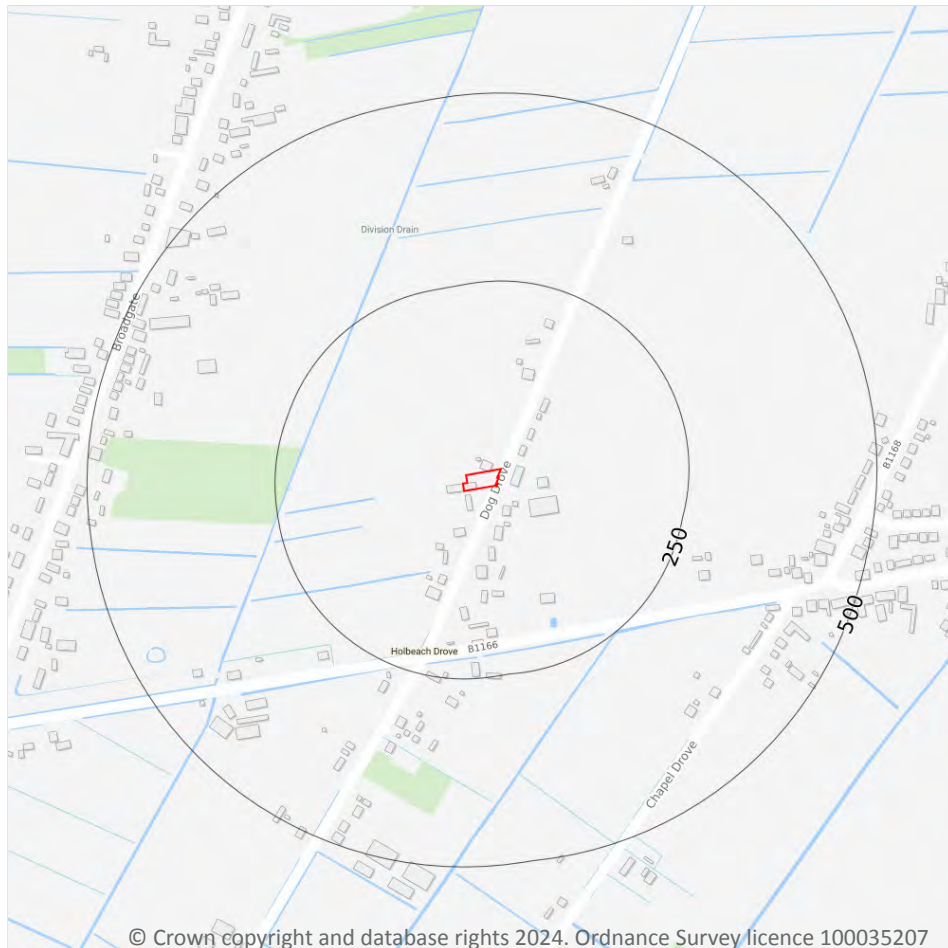 Division Drain
Broadgate
Dog Drove
B1168
250
500
Holbeach Drove
B1166
Chapel Drove
© Crown copyright and database rights 2024. Ordnance Survey licence 100035207